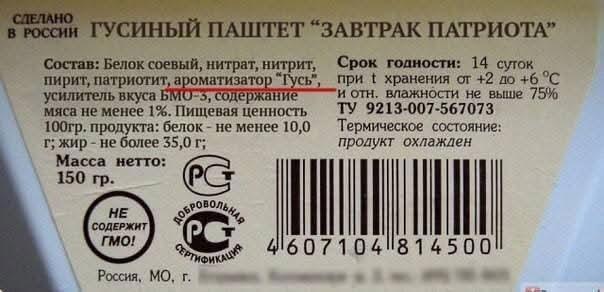 СДЕЛАНО
В РОССИИ
ГУСИНЫЙ ПАШТЕТ “ЗАВТРАК ПАТРИОТА”
Состав: Белок соевый, нитрат, нитрит,
пирит, патриотит, ароматизатор “Гусь”,
усилитель вкуса БМО-3, содержание
мяса не менее 1%. Пищевая ценность
100гр. продукта: белок - не менее 10,0
г; жир - не более 35,0 г;
Масса нетто:
150 гр.
Срок годности: 14 суток
при t хранения от +2 до +6 °C
и отн. влажности не выше 75%
ТУ 9213-007-567073
Термическое состояние:
продукт охлажден
НЕ
СОДЕРЖИТ
ГМО!
РСТ
ДОБРОВОЛЬНАЯ
РСТ
СЕРТИФИКАЦИЯ
4 607104 814500
Россия, МО, г.